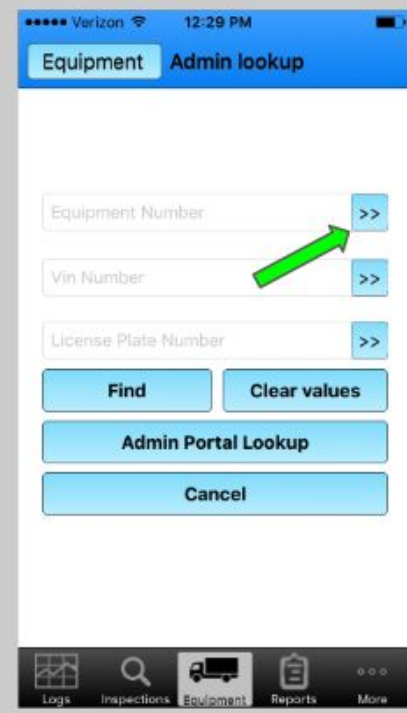 Verizon 12:29 PM
Equipment Admin lookup
Equipment Number >>
Vin Number >>
License Plate Number >>
Find Clear values
Admin Portal Lookup
Cancel
Logs Inspections Equipment Reports More